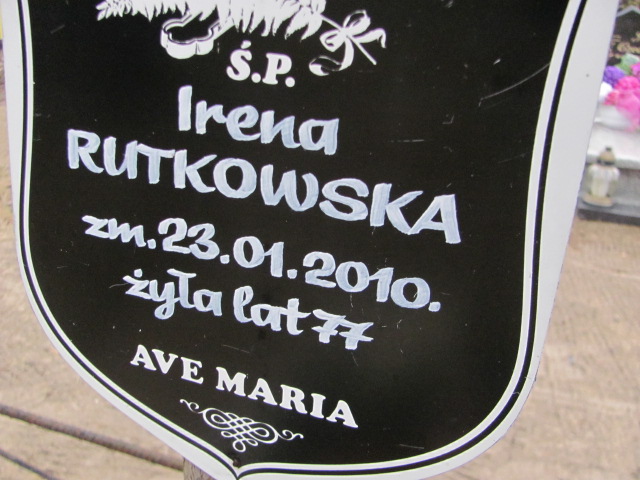 Ś.P.
Irena
RUTKOWSKA
zm. 23.01.2010.
żyła lat 77
AVE MARIA